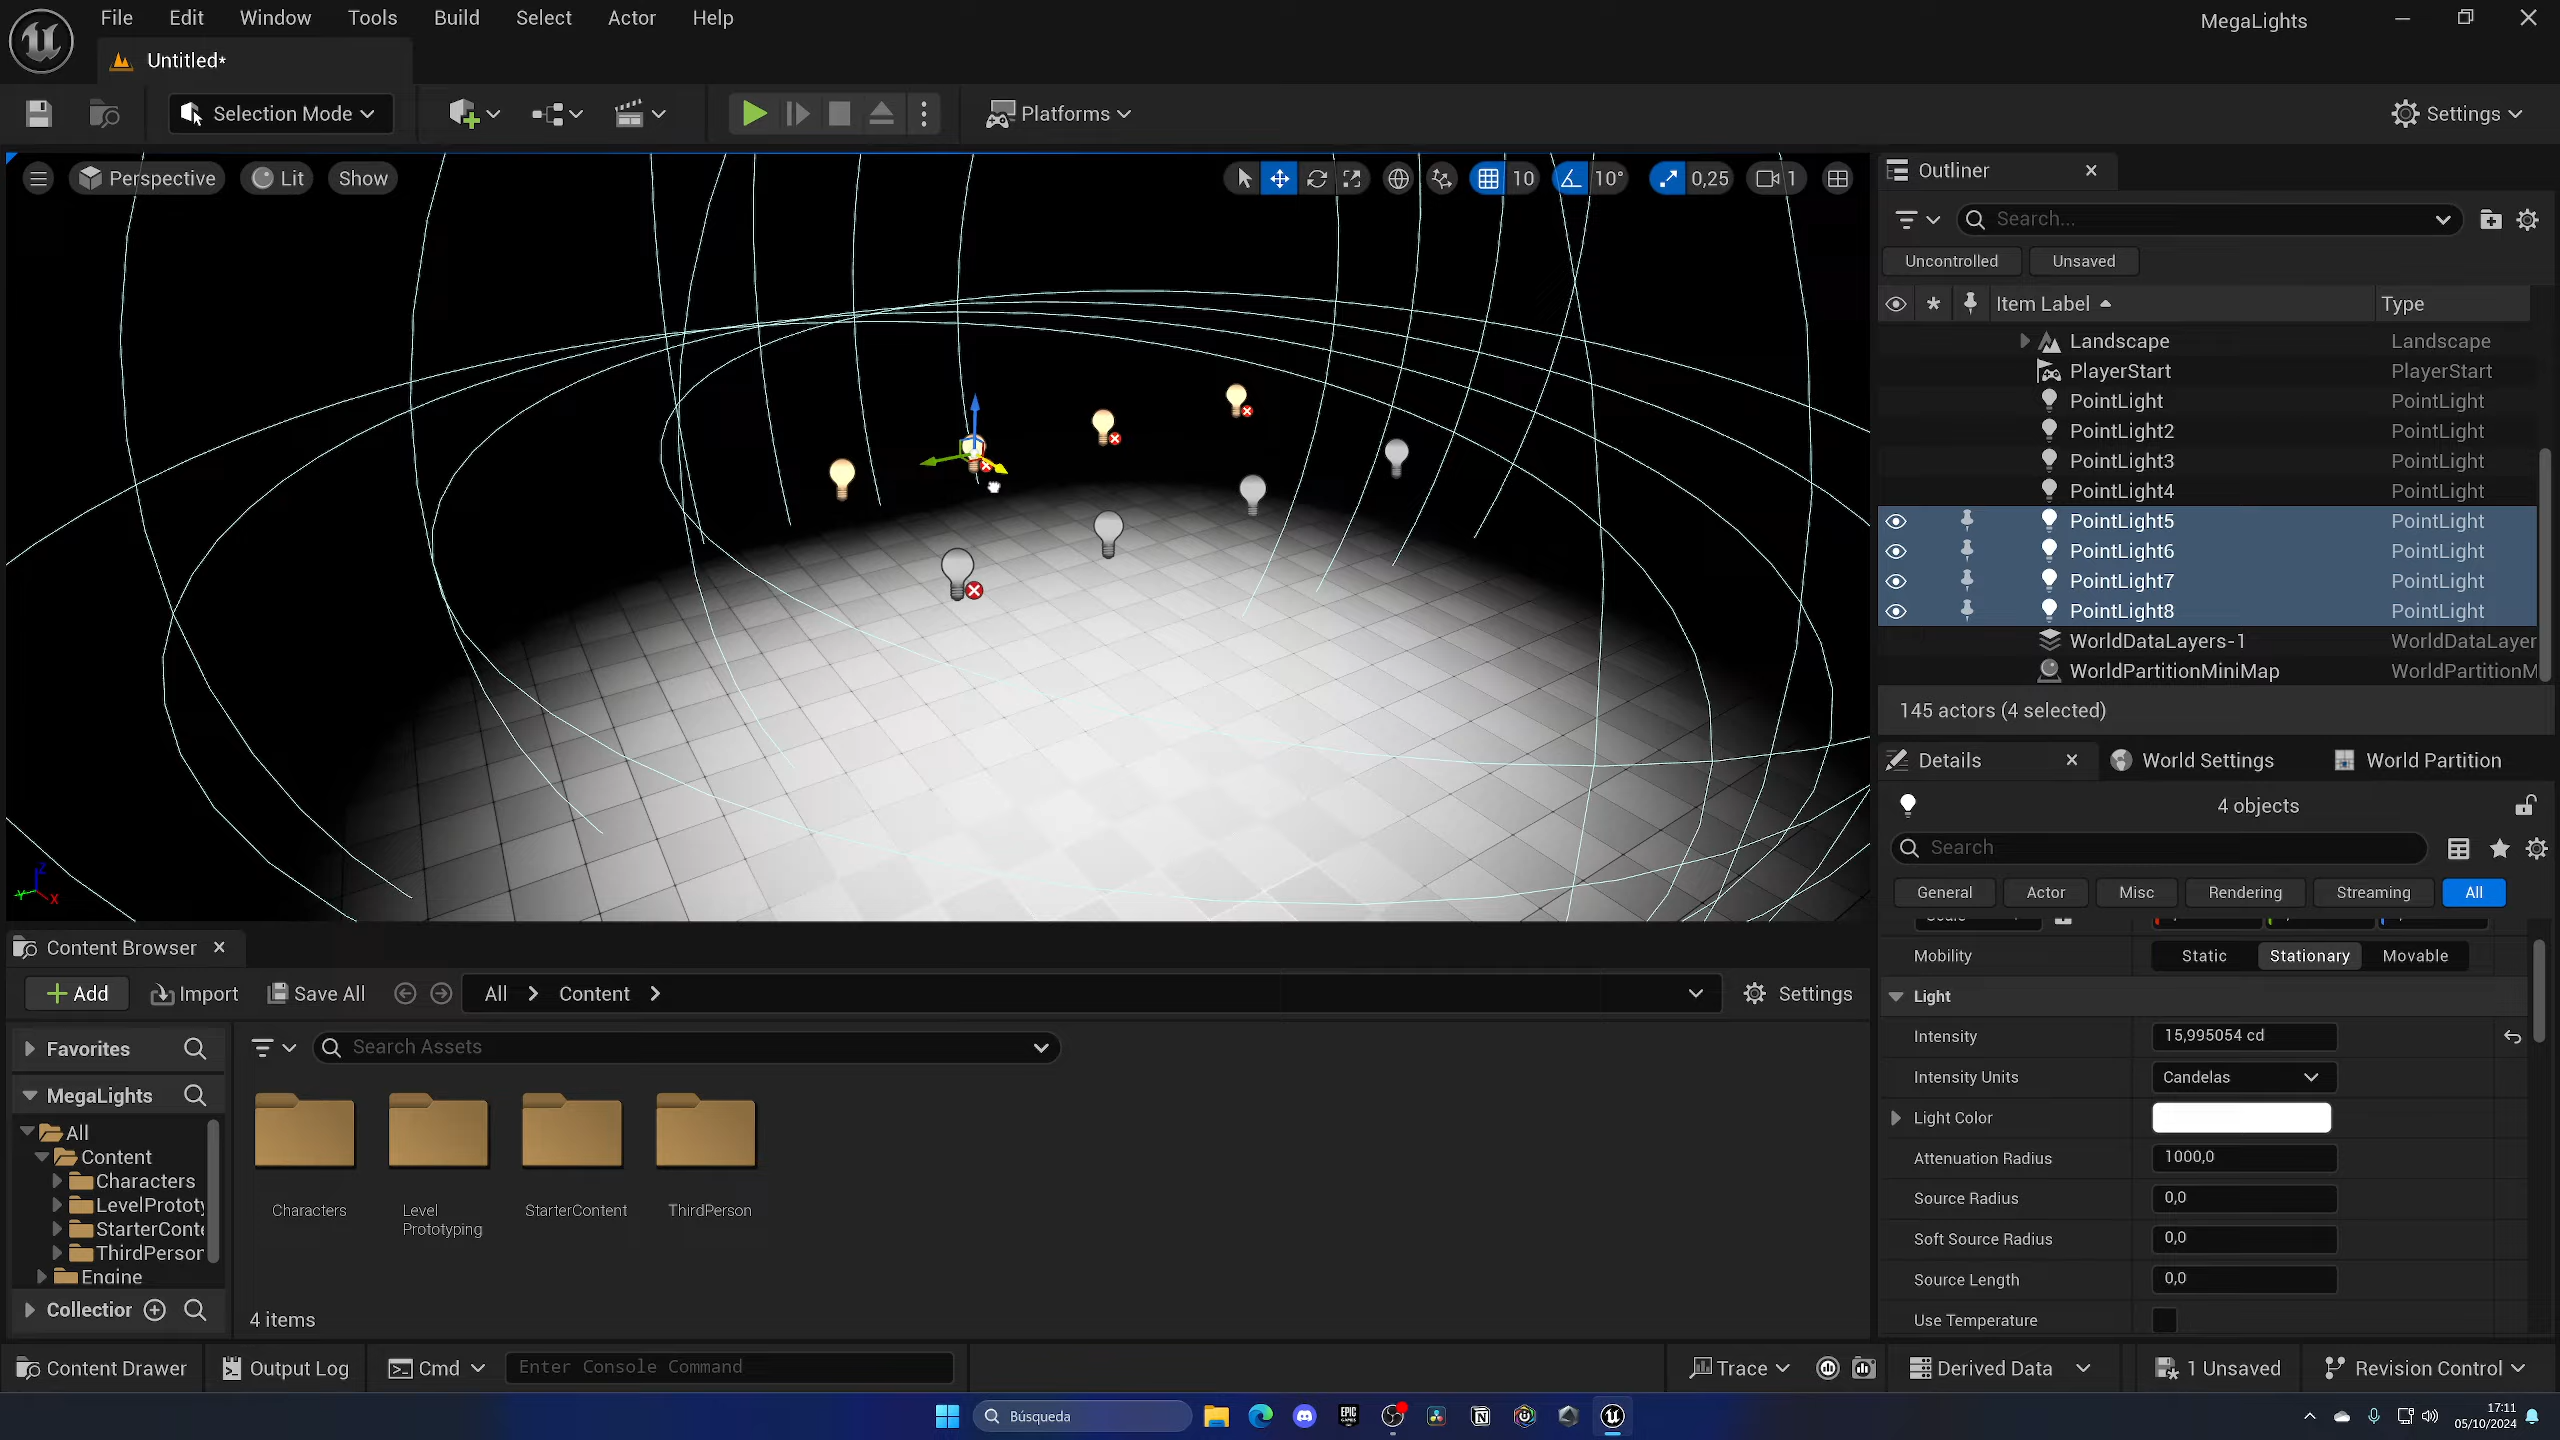 File Edit Window Tools Build Select Actor Help
MegaLights
Untitled*
Selection Mode
Platforms
Settings
Perspective Lit Show
10 10° 0,25 1
Outliner
Search...
Uncontrolled Unsaved
Item Label Type
Landscape Landscape
PlayerStart PlayerStart
PointLight PointLight
PointLight2 PointLight
PointLight3 PointLight
PointLight4 PointLight
PointLight5 PointLight
PointLight6 PointLight
PointLight7 PointLight
PointLight8 PointLight
WorldDataLayers-1 WorldDataLayer
WorldPartitionMiniMap WorldPartitionM
145 actors (4 selected)
Details World Settings World Partition
4 objects
Search
General Actor Misc Rendering Streaming All
Mobility Static Stationary Movable
Light
Intensity 15,995054 cd
Intensity Units Candelas
Light Color
Attenuation Radius 1000,0
Source Radius 0,0
Soft Source Radius 0,0
Source Length 0,0
Use Temperature
Z
Y
X
Content Browser
Add Import Save All All Content Settings
Favorites
Search Assets
MegaLights
All
Content
Characters
LevelPrototy
StarterConte
ThirdPerson
Engine
Collection
Characters
Level
Prototyping
StarterContent
ThirdPerson
4 items
Content Drawer Output Log Cmd Enter Console Command
Trace Derived Data 1 Unsaved Revision Control
Búsqueda
EPIC
GAMES
17:11
05/10/2024